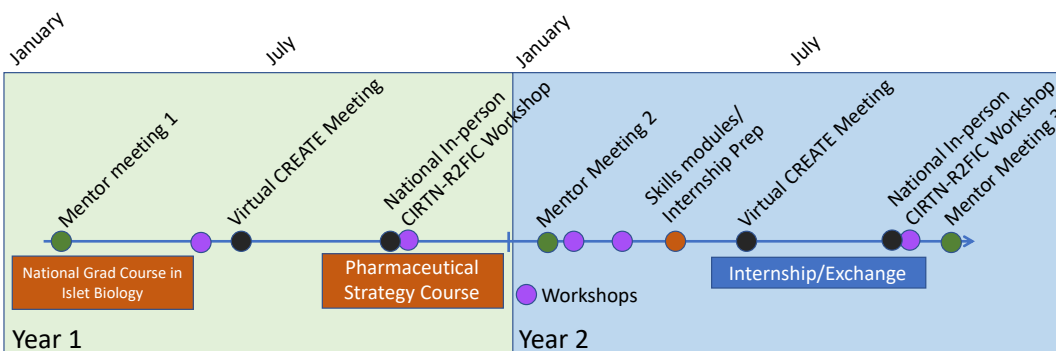 January
July
January
July
Mentor meeting 1
Virtual CREATE Meeting
National In-person
CIRTN-R2FIC Workshop
Mentor Meeting 2
Skills modules/
Internship Prep
Virtual CREATE Meeting
National In-person
CIRTN-R2FIC Workshop
Mentor Meeting 3
National Grad Course in
Islet Biology
Pharmaceutical
Strategy Course
Internship/Exchange
Workshops
Year 1
Year 2